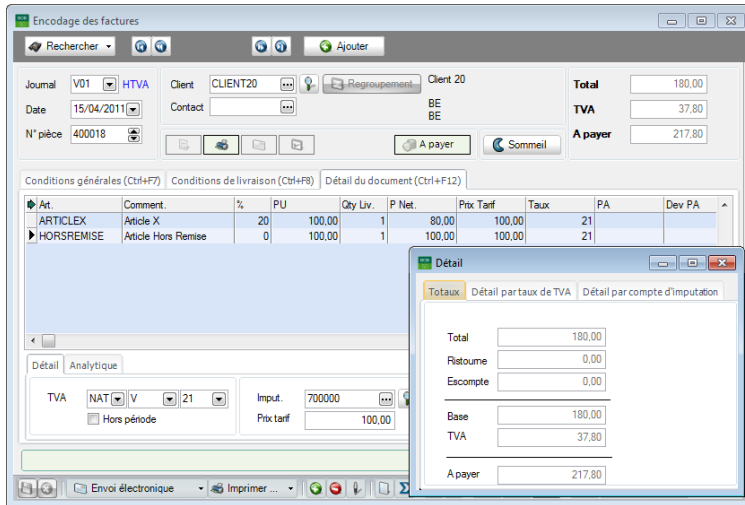 Encodage des factures
Rechercher
Ajouter
Journal V01 HTVA Client CLIENT20 ... Regroupement Client 20 Total 180,00
Date 15/04/2011 Contact ... BE TVA 37,80
BE
N° pièce 400018 A payer Sommeil A payer 217,80
Conditions générales (Ctrl+F7) Conditions de livraison (Ctrl+F8) Détail du document (Ctrl+F12)
Art. Comment. % PU Qty Liv. P Net. Prix Tarif Taux PA Dev PA
ARTICLEX Article X 20 100,00 1 80,00 100,00 21
HORSREMISE Article Hors Remise 0 100,00 1 100,00 100,00 21
Détail
Totaux Détail par taux de TVA Détail par compte d'imputation
Total 180,00
Ristourne 0,00
Escompte 0,00
Base 180,00
TVA 37,80
A payer 217,80
Détail Analytique
TVA NAT V 21 Imput. 700000 ...
Hors période Prix tarif 100,00
Envoi électronique Imprimer ... Σ